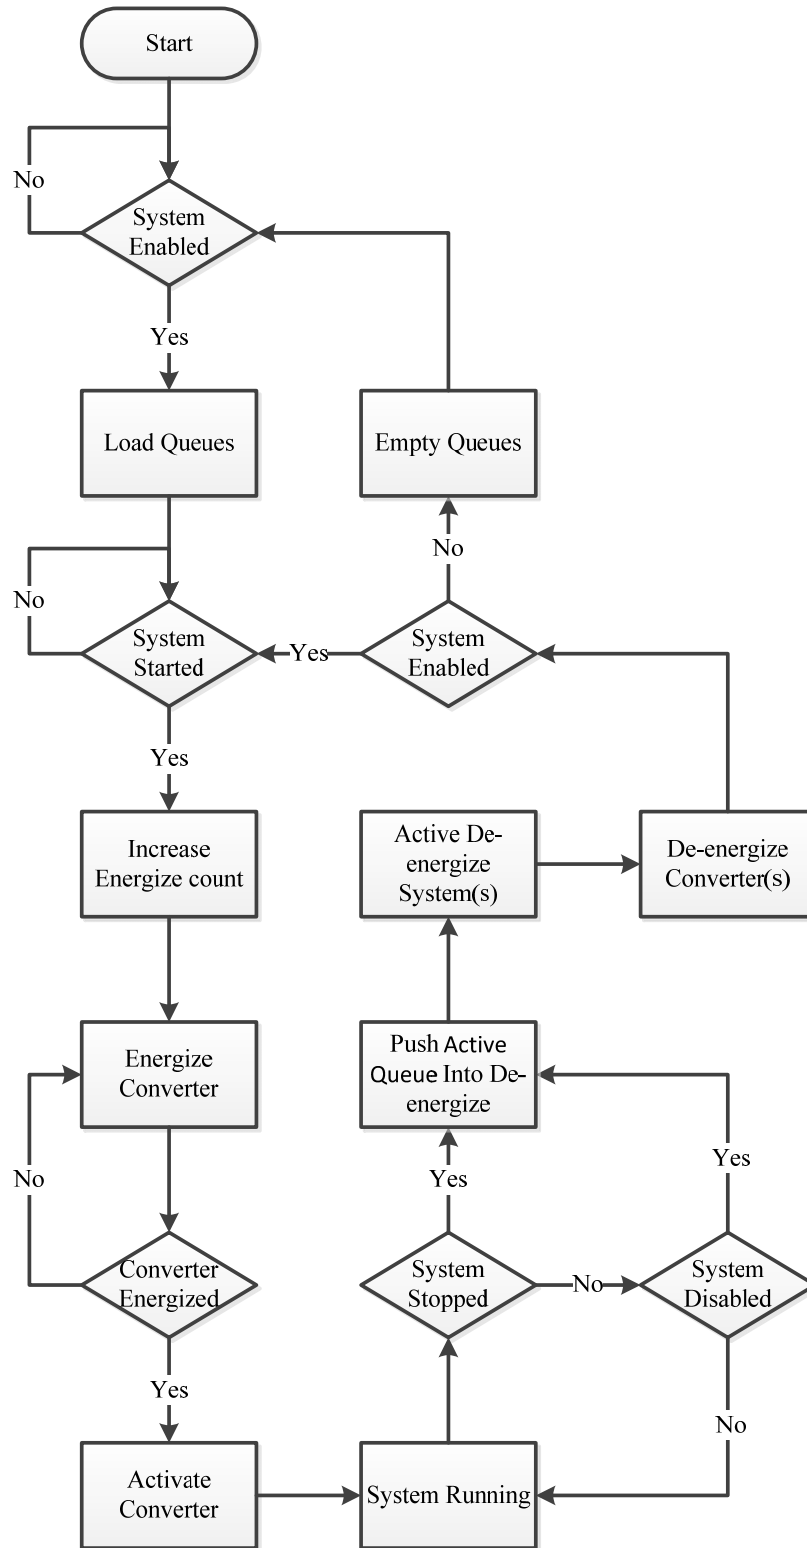 Start
No
System
Enabled
Yes
Load Queues
Empty Queues
No
No
System
Started
Yes
System
Enabled
Yes
Increase
Energize count
Active De-
energize
System(s)
De-energize
Converter(s)
Energize
Converter
Push Active
Queue Into De-
energize
No
Yes
Yes
Converter
Energized
System
Stopped
No
System
Disabled
Yes
No
Activate
Converter
System Running